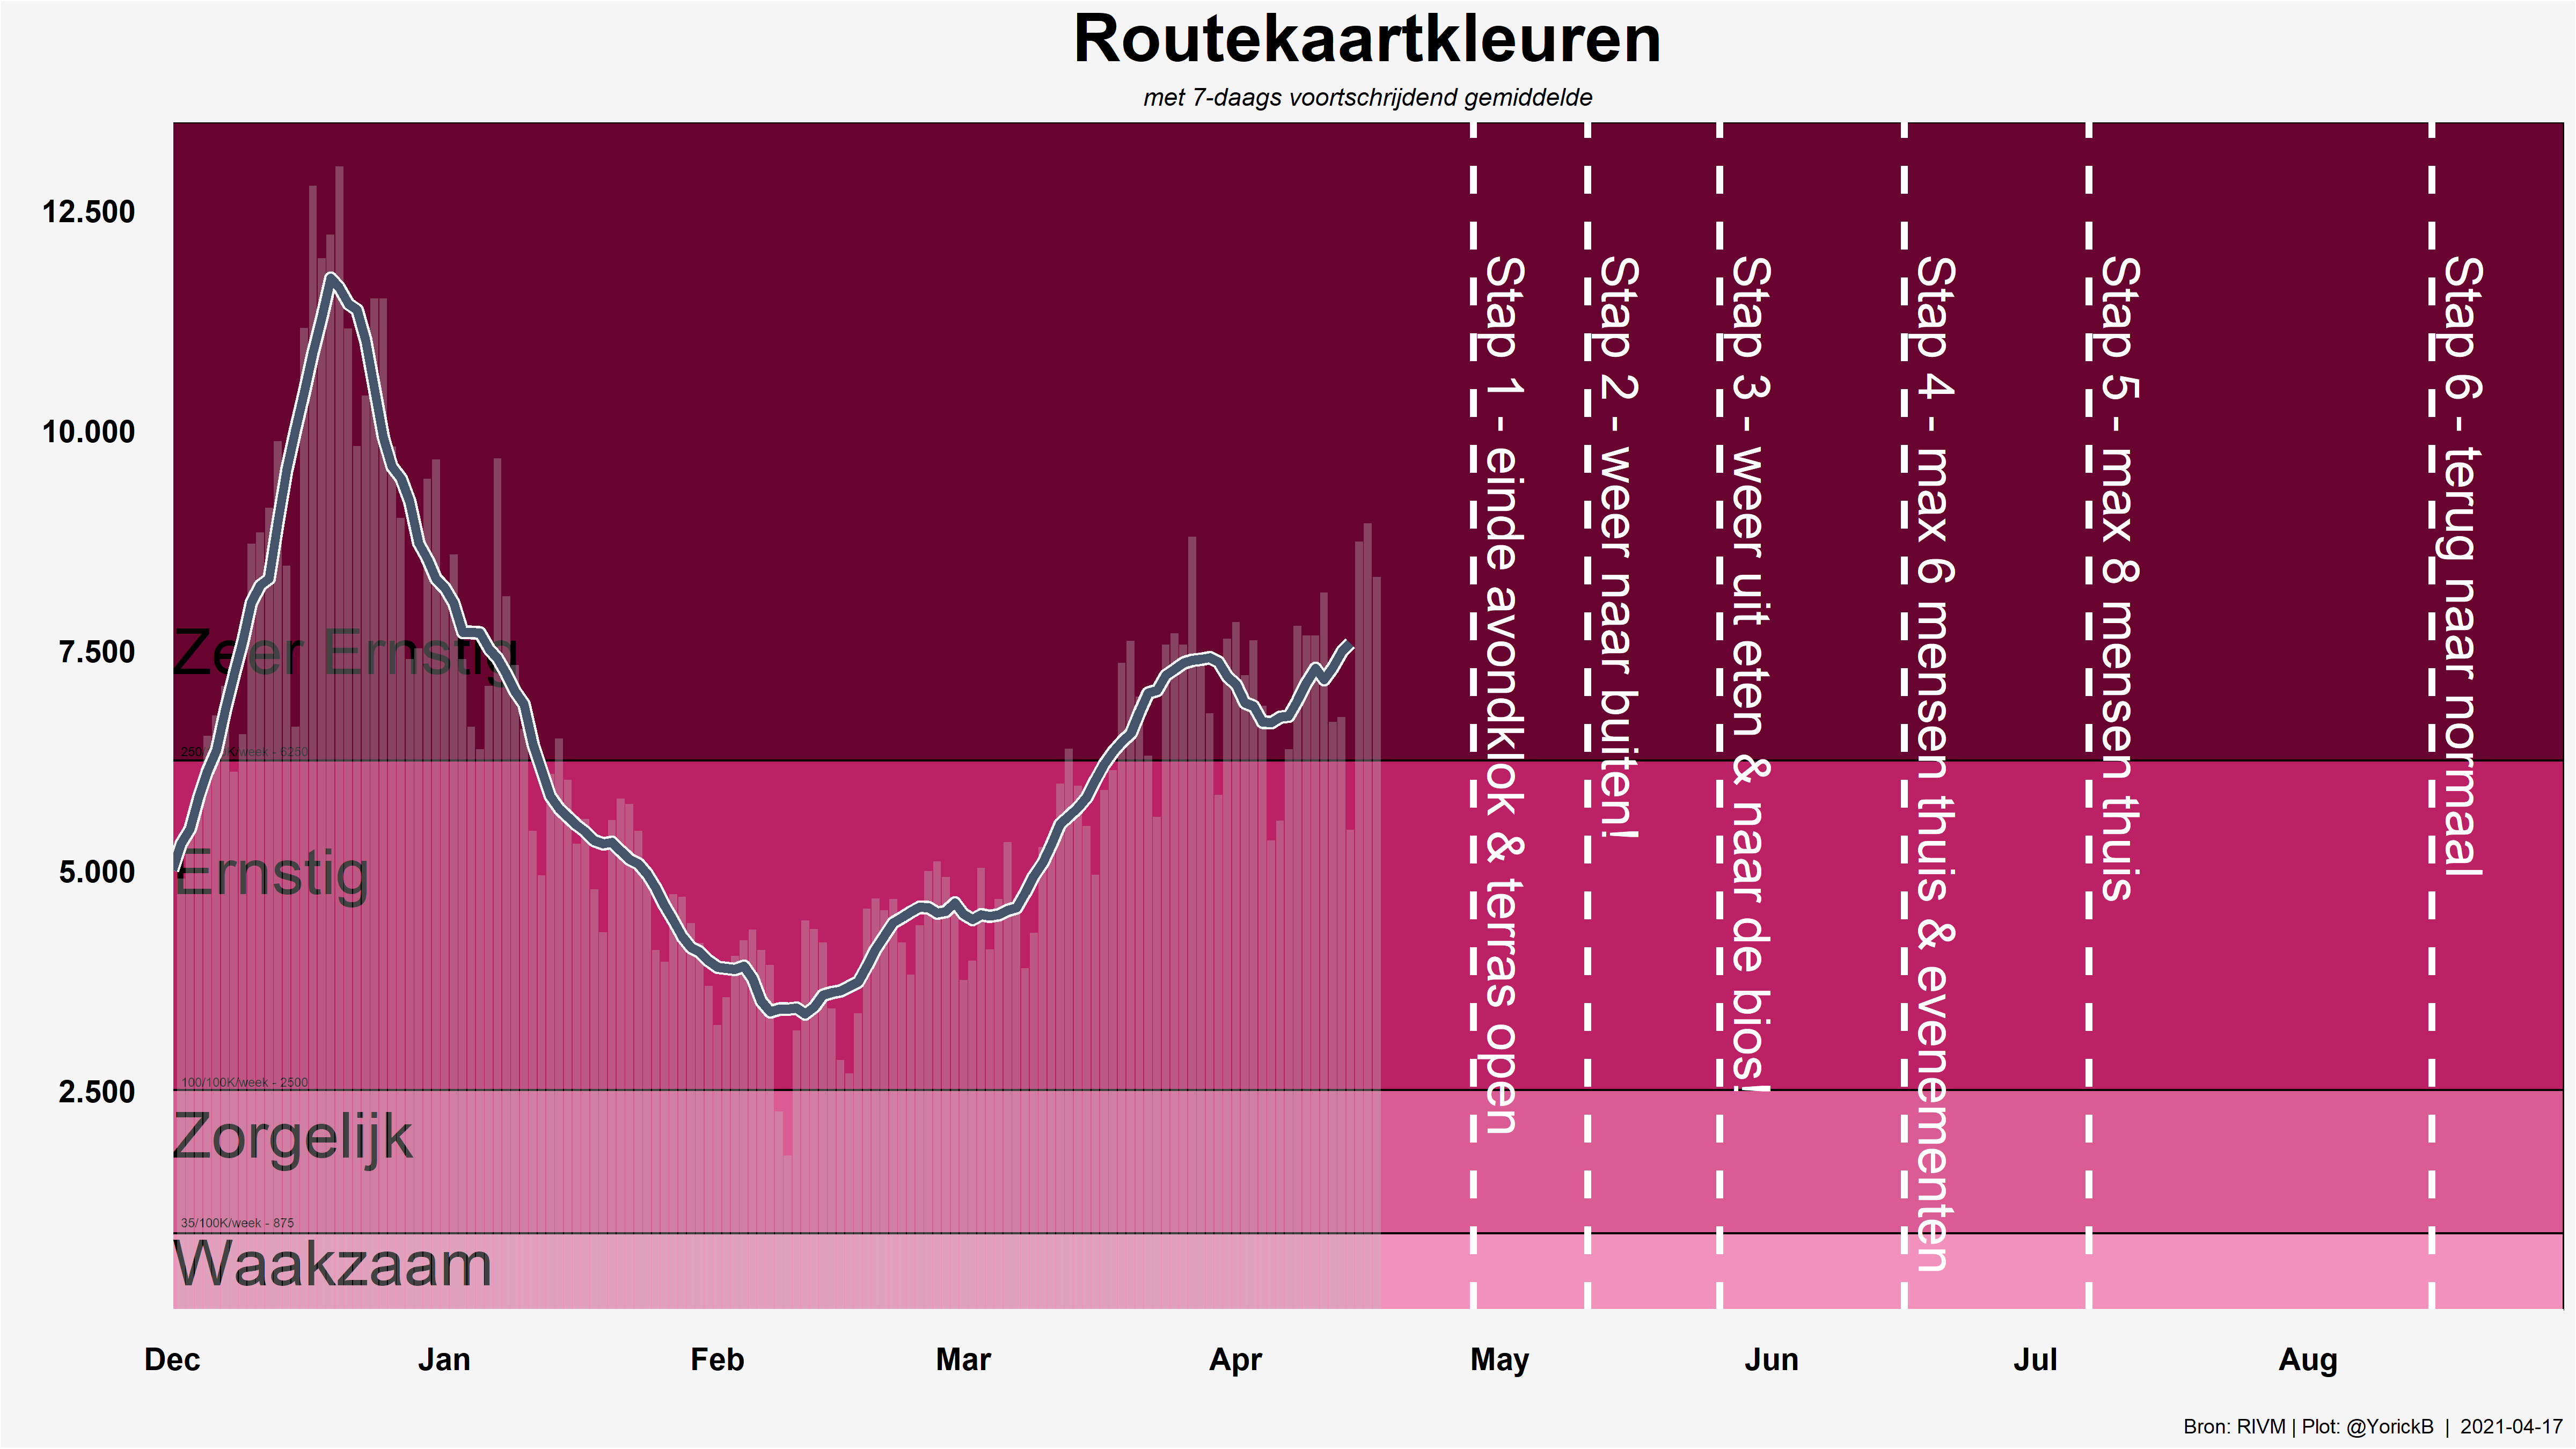 Routekaartkleuren
met 7-daags voortschrijdend gemiddelde
12.500
10.000
7.500
5.000
2.500
Zeer Ernstig
250 K/week - 6250
Ernstig
100/100K/week - 2500
Zorgelijk
35/100K/week - 875
Waakzaam
Stap 1 - einde avondklok & terras open
Stap 2 - weer naar buiten!
Stap 3 - weer uit eten & naar de bios!
Stap 4 - max 6 mensen thuis & evenementen
Stap 5 - max 8 mensen thuis
Stap 6 - terug naar normaal
Dec Jan Feb Mar Apr May Jun Jul Aug
Bron: RIVM | Plot: @YorickB | 2021-04-17